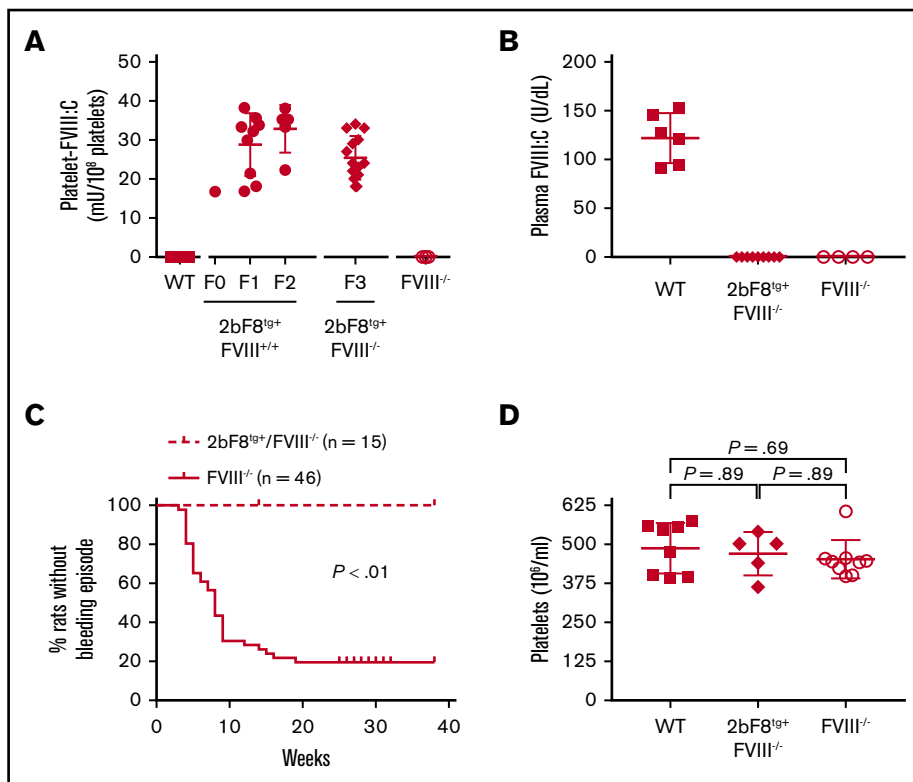 A
Platelet-FVIII:C
(mU/10⁸ platelets)
50
40
30
20
10
0
WT
F0
F1
F2
F3
FVIII⁻/⁻
2bF8ᵗᵍ⁺
FVIII⁺/⁺
2bF8ᵗᵍ⁺
FVIII⁻/⁻
B
Plasma FVIII:C (U/dL)
200
150
100
50
0
WT
2bF8ᵗᵍ⁺
FVIII⁻/⁻
FVIII⁻/⁻
C
2bF8ᵗᵍ⁺/FVIII⁻/⁻ (n = 15)
FVIII⁻/⁻ (n = 46)
% rats without
bleeding episode
100
80
60
40
20
0
P < .01
0 10 20 30 40
Weeks
D
P = .69
P = .89
P = .89
Platelets (10⁶/ml)
625
500
375
125
0
WT
2bF8ᵗᵍ⁺
FVIII⁻/⁻
FVIII⁻/⁻